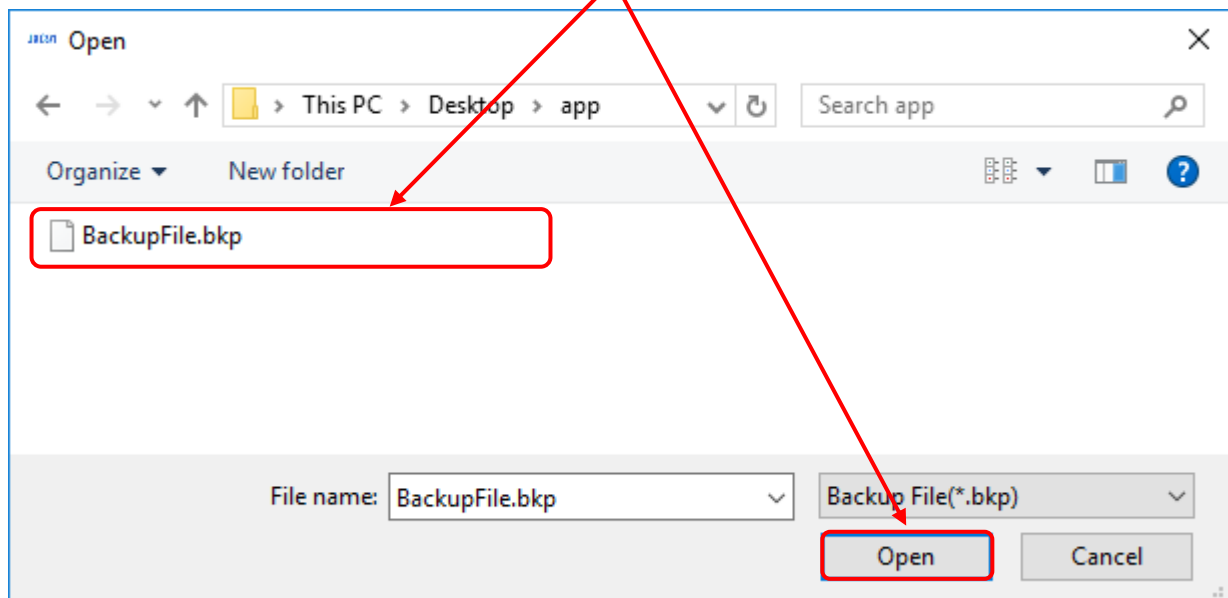 Open
This PC > Desktop > app
Search app
Organize
New folder
?
BackupFile.bkp
File name:
BackupFile.bkp
Backup File(*.bkp)
Open
Cancel